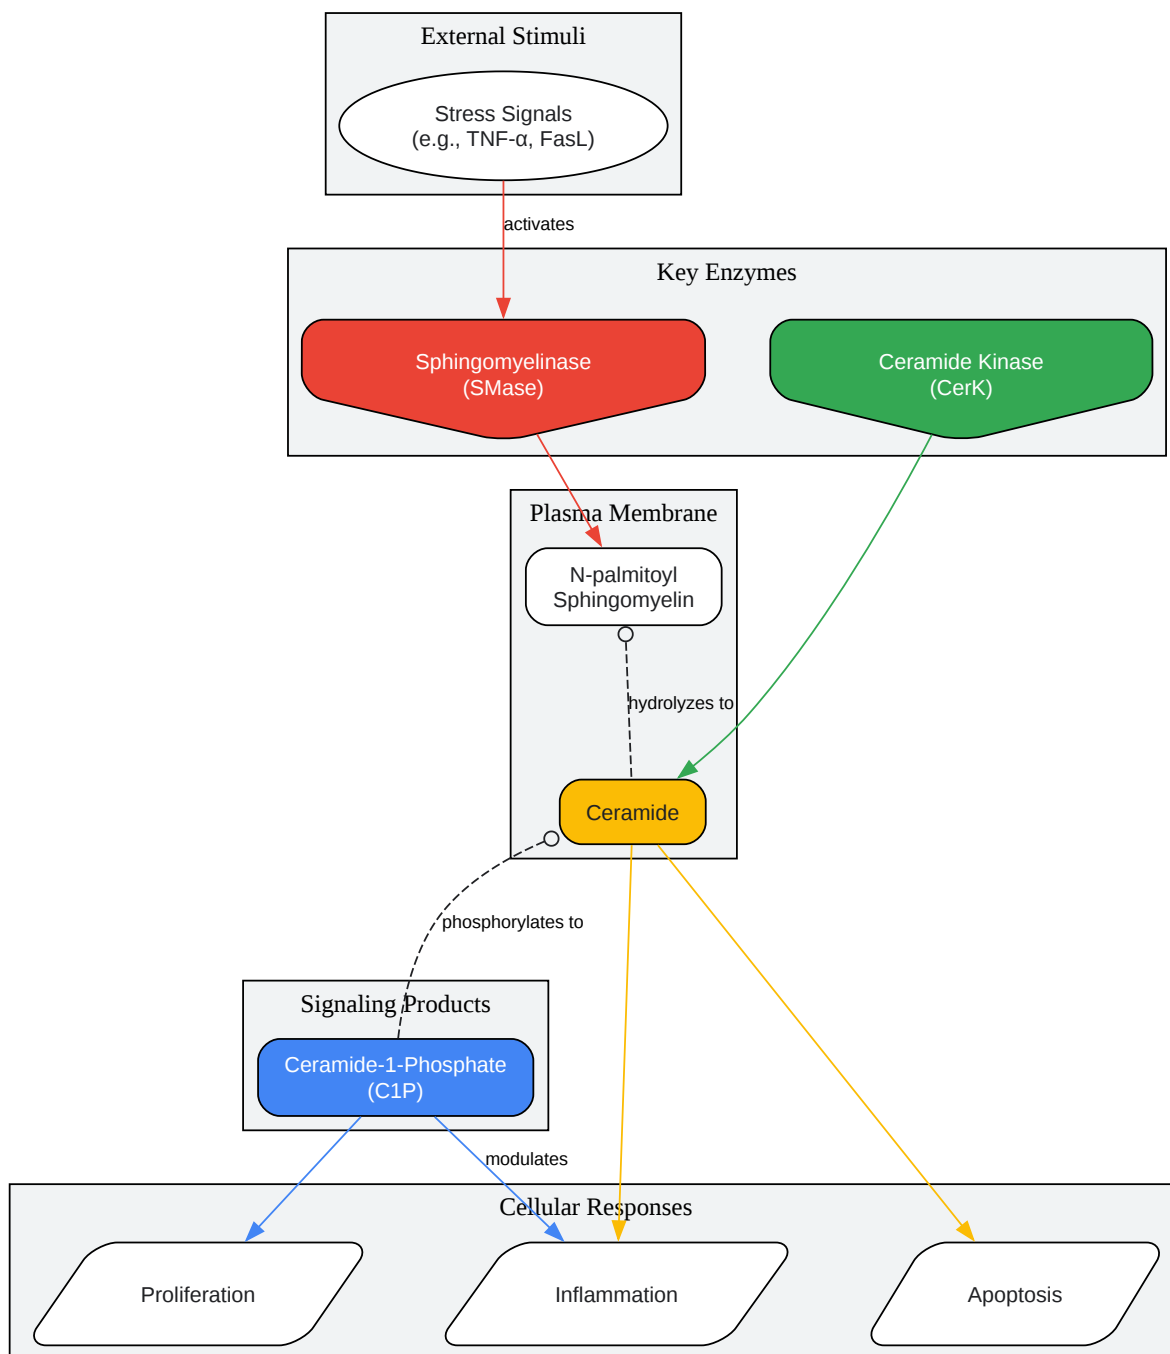 External Stimuli
Stress Signals
(e.g., TNF-α, FasL)
activates
Key Enzymes
Sphingomyelinase
(SMase)
Ceramide Kinase
(CerK)
Plasma Membrane
N-palmitoyl
Sphingomyelin
hydrolyzes to
Ceramide
phosphorylates to
Signaling Products
Ceramide-1-Phosphate
(C1P)
modulates
Cellular Responses
Proliferation
Inflammation
Apoptosis